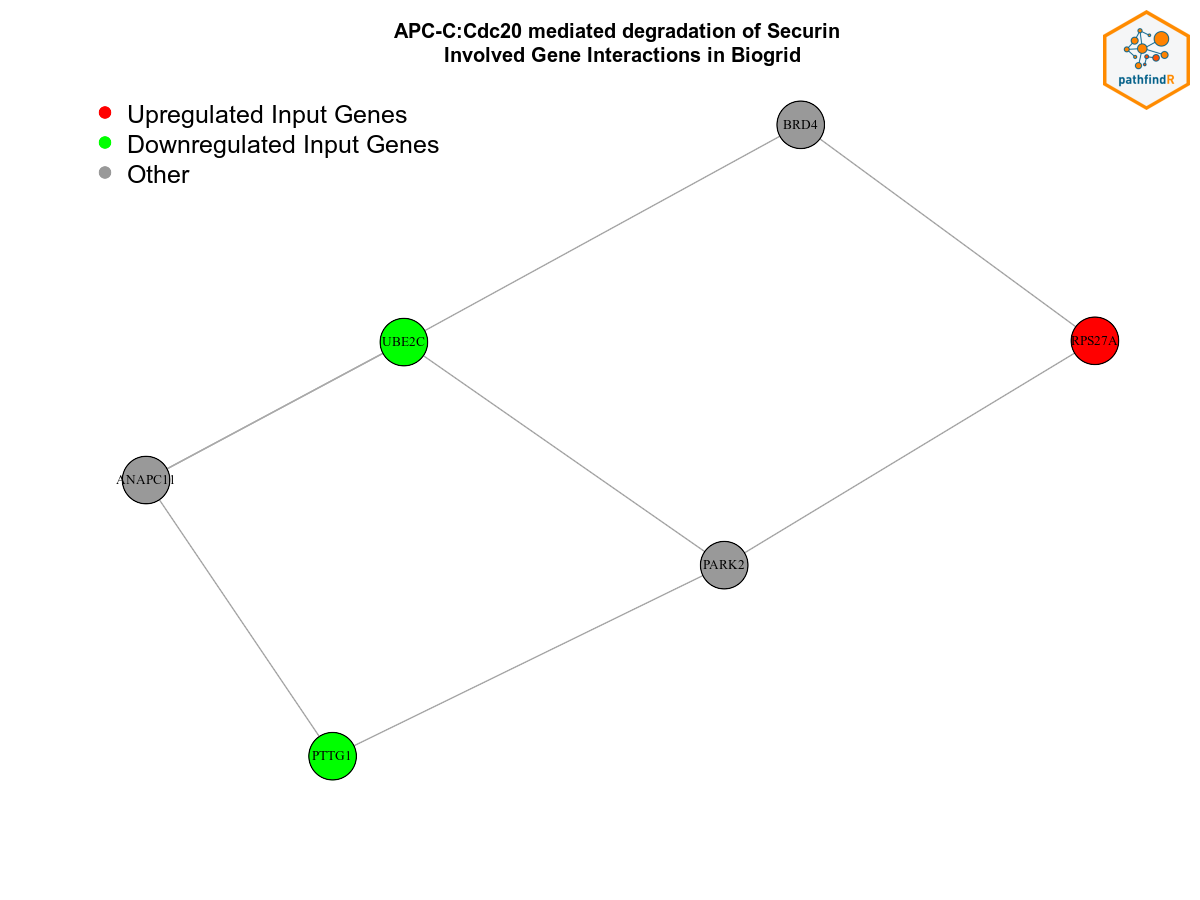 APC-C:Cdc20 mediated degradation of Securin
Involved Gene Interactions in Biogrid
pathfindR
Upregulated Input Genes
Downregulated Input Genes
Other
BRD4
UBE2C
RPS27A
ANAPC11
PARK2
PTTG1